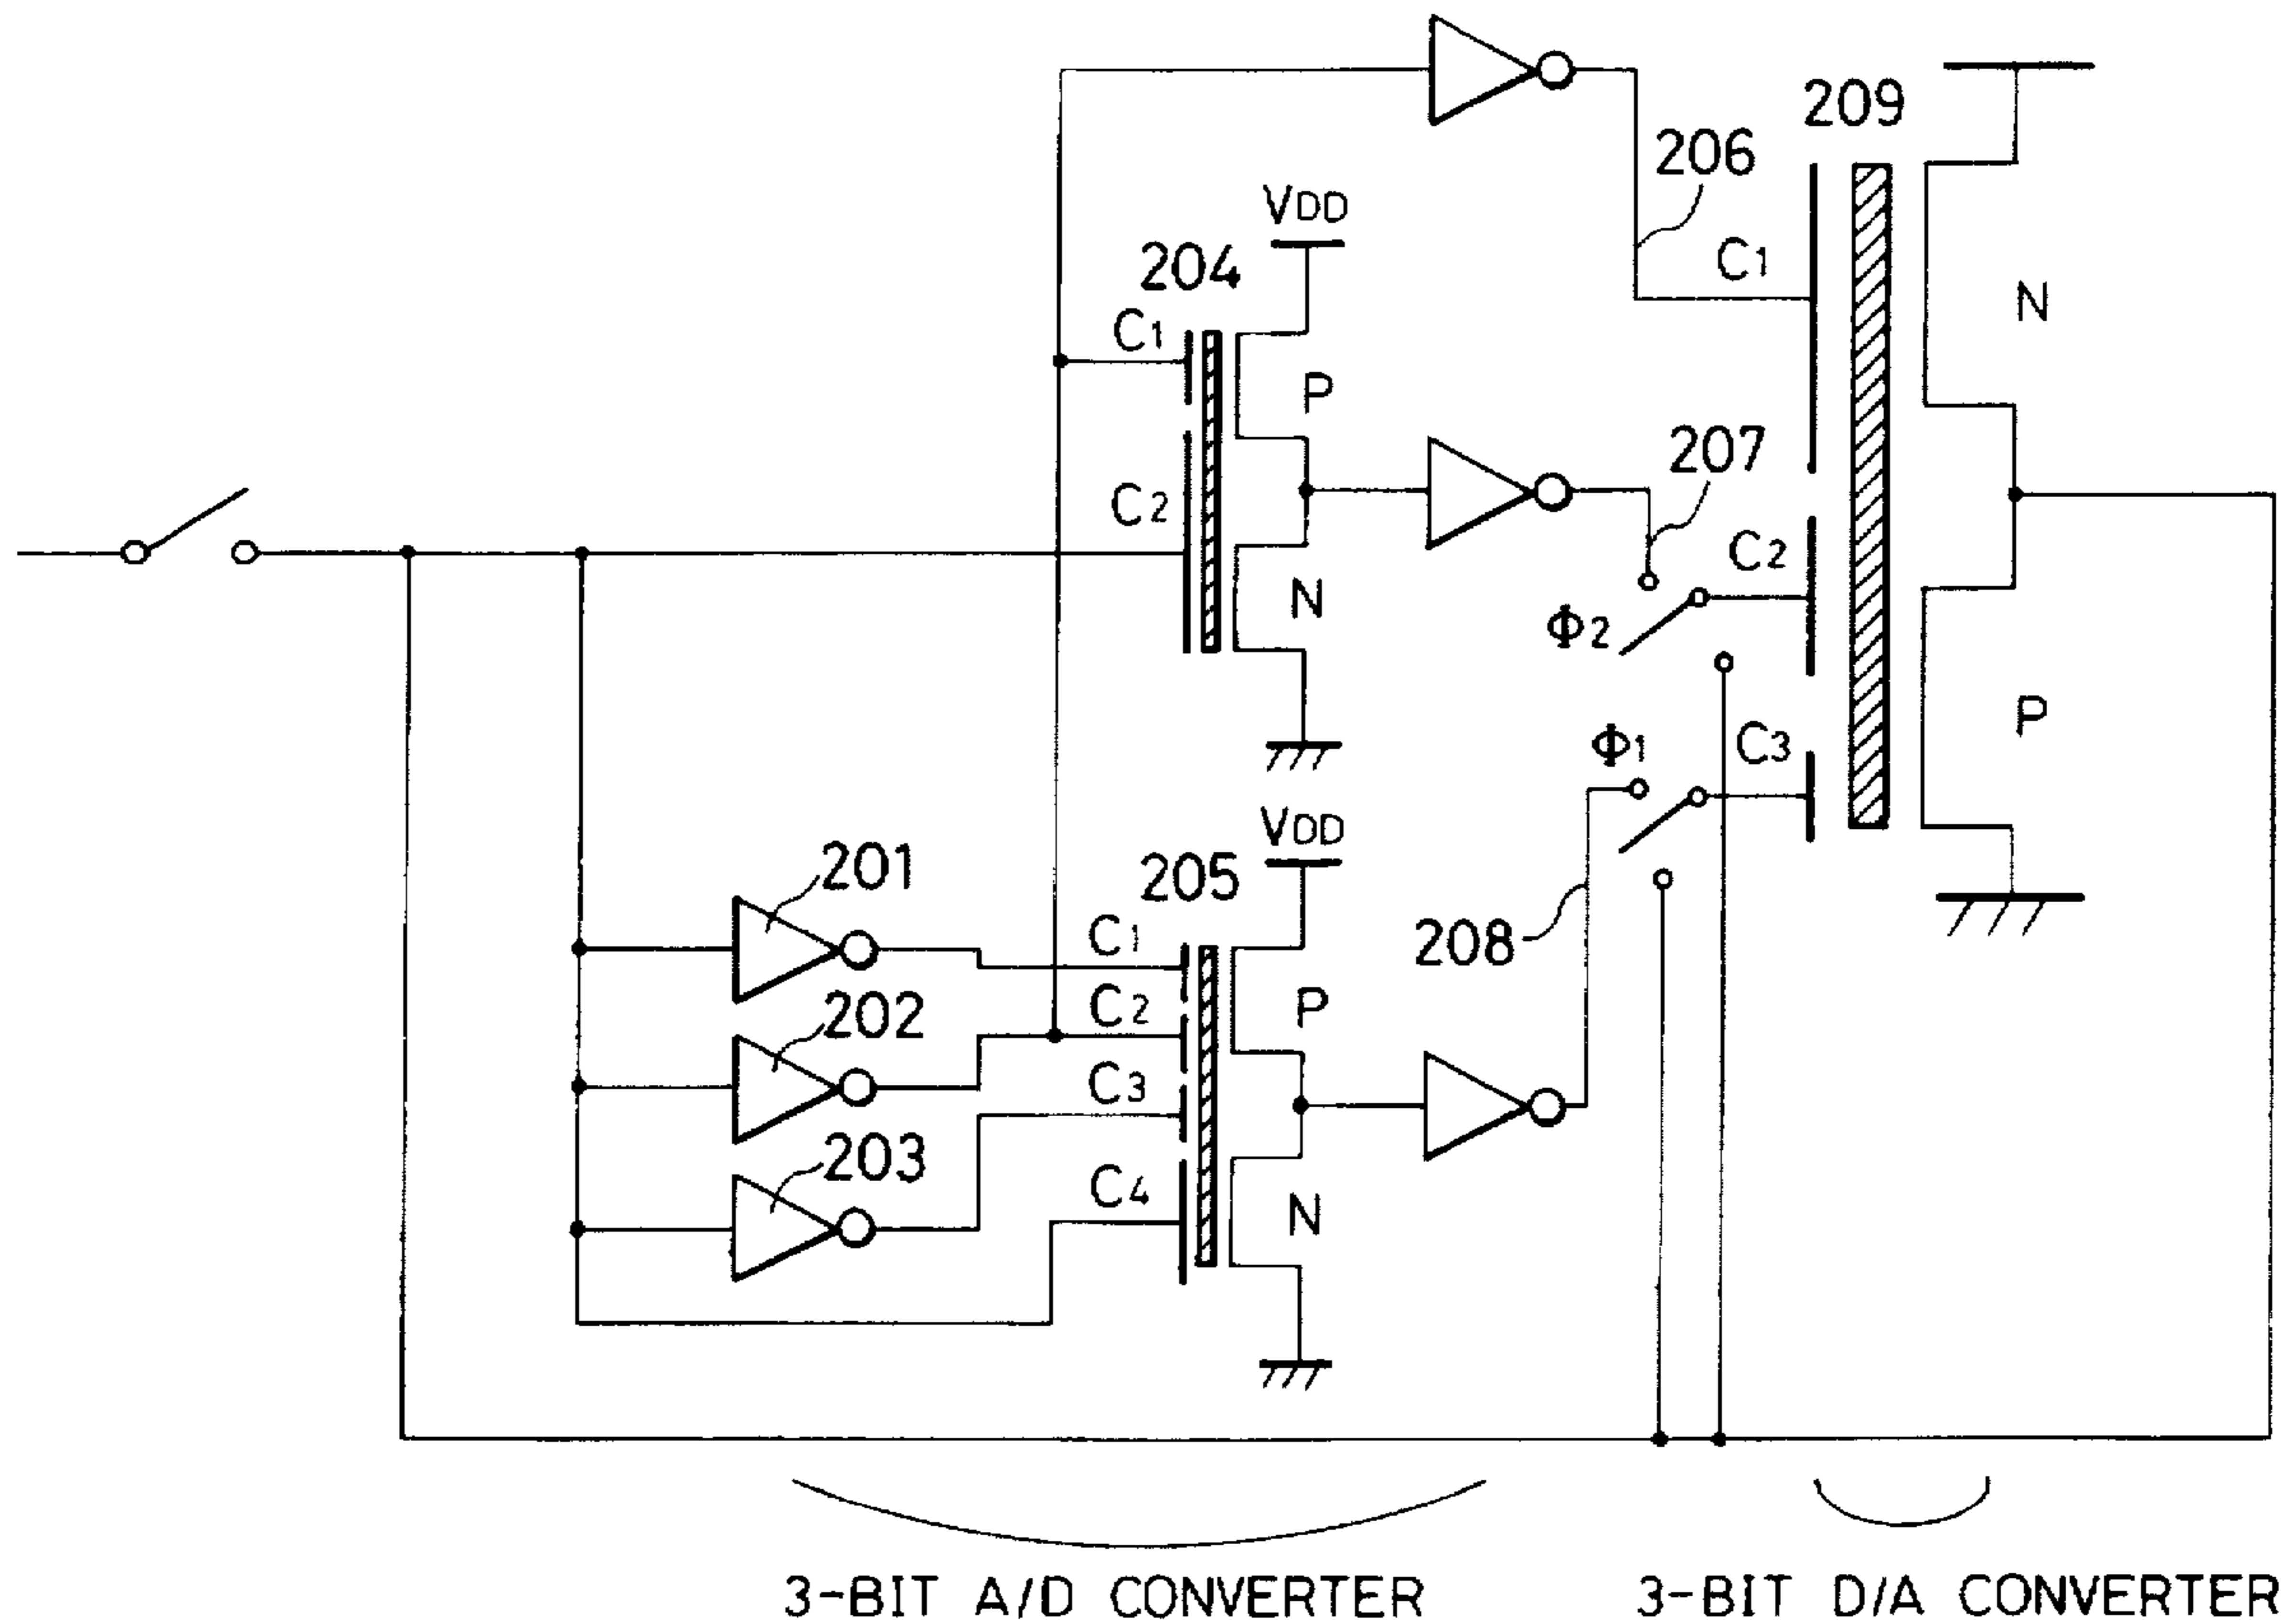 209
206
VDD
204
C1
C1
N
P
207
C2
C2
N
Φ2
P
Φ1
C3
VDD
201
205
208
C1
202
C2
P
C3
203
C4
N
3-BIT A/D CONVERTER
3-BIT D/A CONVERTER